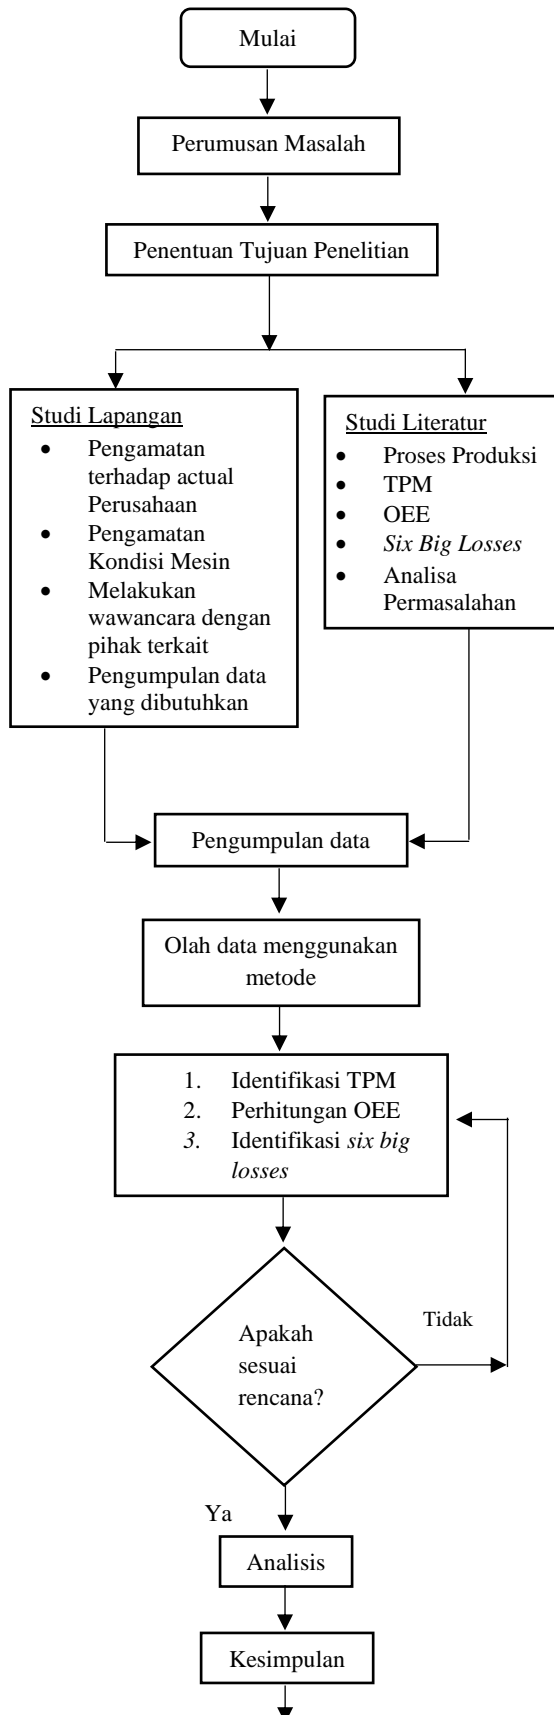 Mulai
Perumusan Masalah
Penentuan Tujuan Penelitian
Studi Lapangan
• Pengamatan
terhadap actual
Perusahaan
• Pengamatan
Kondisi Mesin
• Melakukan
wawancara dengan
pihak terkait
• Pengumpulan data
yang dibutuhkan
Studi Literatur
• Proses Produksi
• TPM
• OEE
• Six Big Losses
• Analisa
Permasalahan
Pengumpulan data
Olah data menggunakan
metode
1. Identifikasi TPM
2. Perhitungan OEE
3. Identifikasi six big
losses
Apakah
sesuai
rencana?
Tidak
Ya
Analisis
Kesimpulan